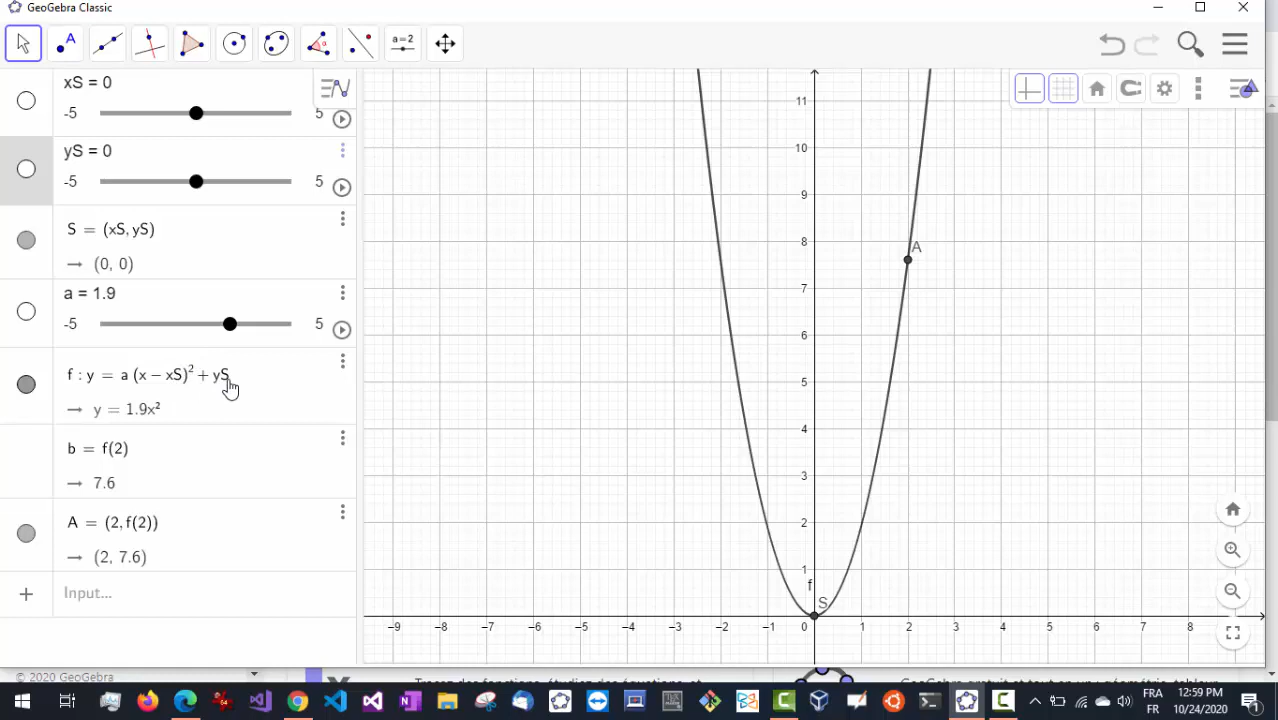 GeoGebra Classic
a=2
xS = 0
-5 5
yS = 0
-5 5
S = (xS, yS)
→ (0, 0)
a = 1.9
-5 5
f : y = a (x − xS)² + yS
→ y = 1.9x²
b = f(2)
7.6
A = (2, f(2))
→ (2, 7.6)
Input...
11
10
9
8
A
7
6
5
4
3
2
1
f
S
−9 −8 −7 −6 −5 −4 −3 −2 −1 0 1 2 3 4 5 6 7 8
© 2020 GeoGebra
FRA 12:59 PM
FR 10/24/2020